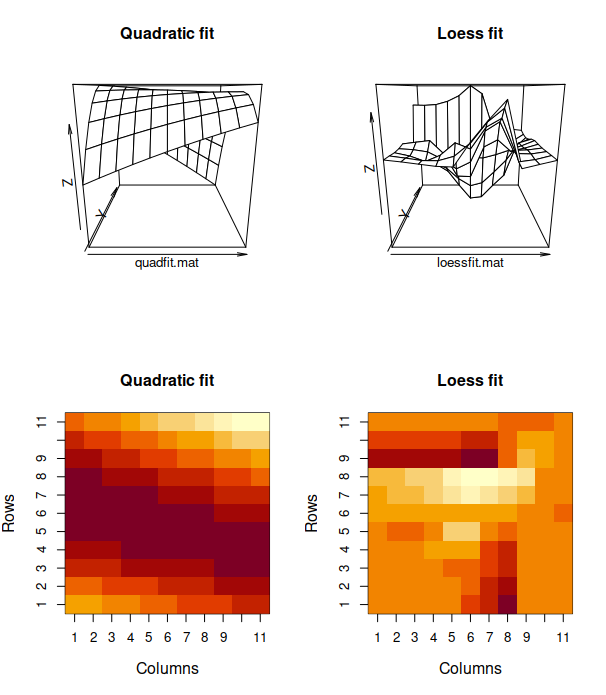 Quadratic fit
Loess fit
Z
Y
quadfit.mat
Z
Y
loessfit.mat
Quadratic fit
Loess fit
Rows
11
9
8
7
6
5
4
3
2
1
1 2 3 4 5 6 7 8 9 11
Columns
Rows
11
9
8
7
6
5
4
3
2
1
1 2 3 4 5 6 7 8 9 11
Columns